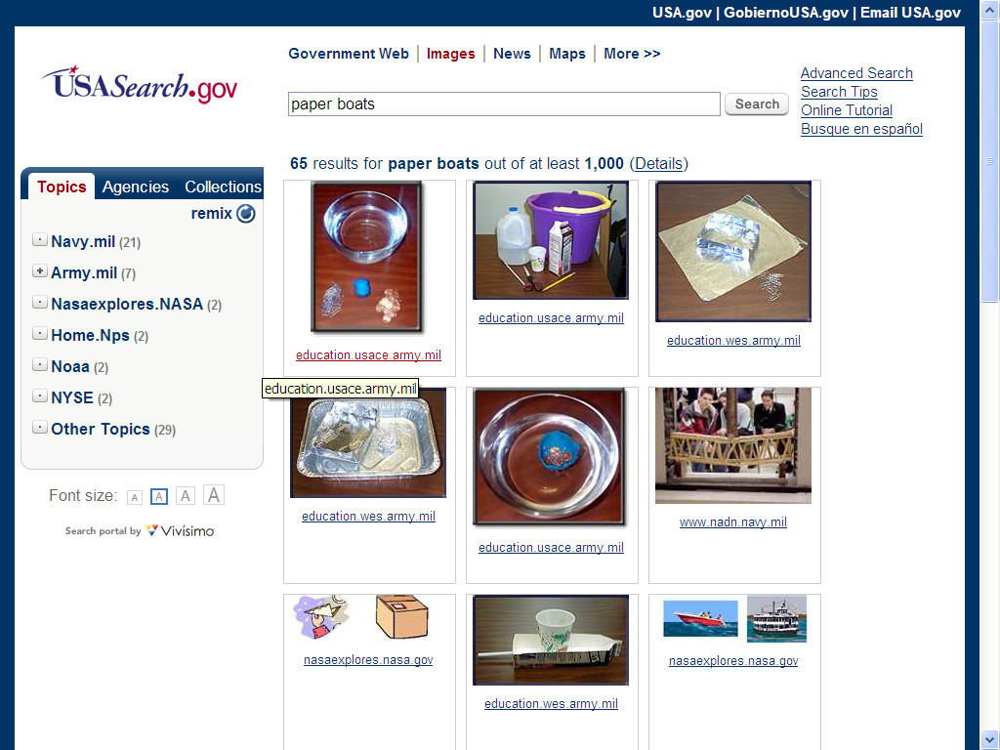 USA.gov | GobiernoUSA.gov | Email USA.gov
USASearch.gov
Government Web | Images | News | Maps | More >>
paper boats
Search
Advanced Search
Search Tips
Online Tutorial
Busque en español
65 results for paper boats out of at least 1,000 (Details)
Topics Agencies Collections
remix
Navy.mil (21)
Army.mil (7)
Nasaexplores.NASA (2)
Home.Nps (2)
Noaa (2)
NYSE (2)
Other Topics (29)
Font size: A A A A
Search portal by Vivísimo
education.usace.army.mil
education.usace.army.mil
education.wes.army.mil
education.usace.army.mil
education.wes.army.mil
education.usace.army.mil
www.nadn.navy.mil
nasaexplores.nasa.gov
education.wes.army.mil
nasaexplores.nasa.gov